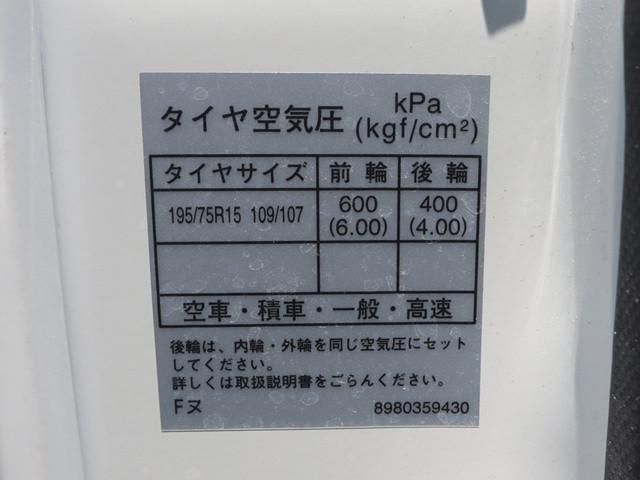 タイヤ空気圧 kPa (kgf/cm²)
タイヤサイズ 前輪 後輪
195/75R15 109/107 600 (6.00) 400 (4.00)
空車・積車・一般・高速
後輪は、内輪・外輪を同じ空気圧にセット
してください。
詳しくは取扱説明書をごらんください。
Fヌ 8980359430